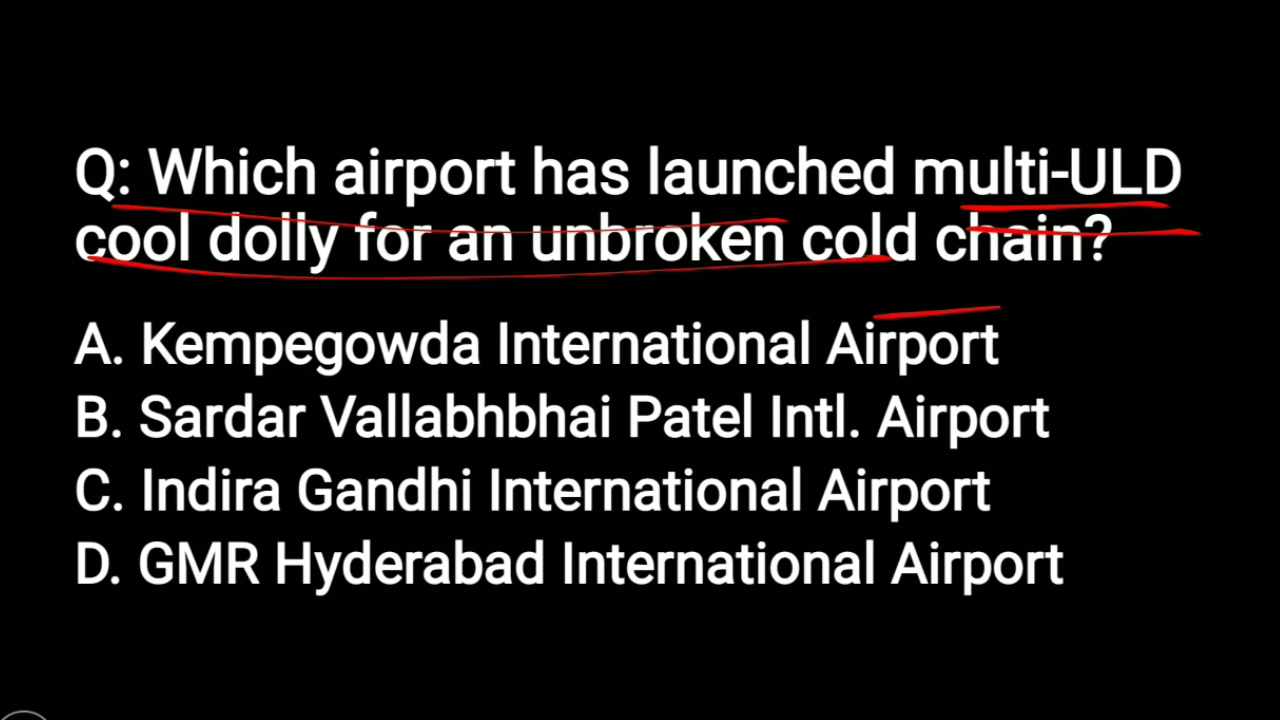 Q: Which airport has launched multi-ULD
cool dolly for an unbroken cold chain?
A. Kempegowda International Airport
B. Sardar Vallabhbhai Patel Intl. Airport
C. Indira Gandhi International Airport
D. GMR Hyderabad International Airport